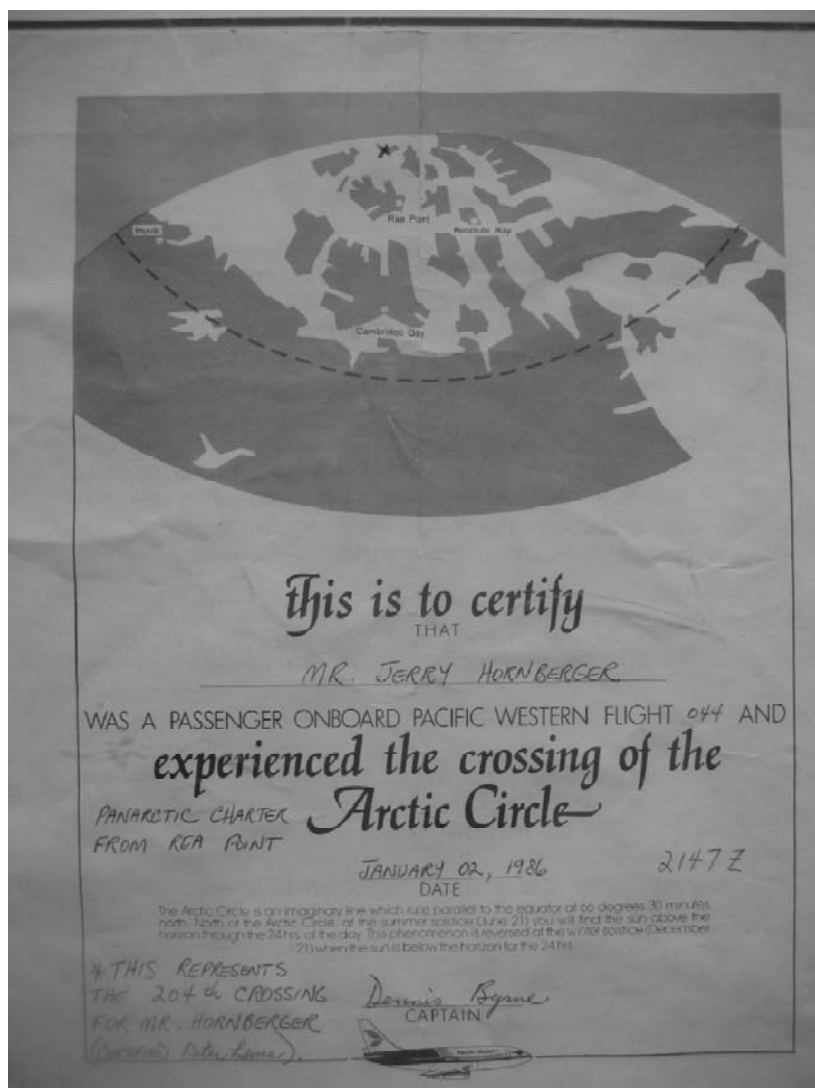 Inuvik
Rae Point
Resolute Bay
Cambridge Bay
this is to certify
THAT
MR. JERRY HORNBERGER
WAS A PASSENGER ONBOARD PACIFIC WESTERN FLIGHT 044 AND
experienced the crossing of the
Arctic Circle
PANARCTIC CHARTER
FROM REA POINT
JANUARY 02, 1986
2147 Z
DATE
The Arctic Circle is an imaginary line which runs parallel to the equator at 66 degrees 30 minutes
north. North of the Arctic Circle, at the summer solstice (June 21) you will find the sun above the
horizon through the 24 hrs. of the day. This phenomenon is reversed at the winter solstice (December
21) when the sun is below the horizon for the 24 hrs.
* THIS REPRESENTS
THE 204th CROSSING
FOR MR. HORNBERGER
(CERTIFIED Peter
Dennis Byrne
CAPTAIN